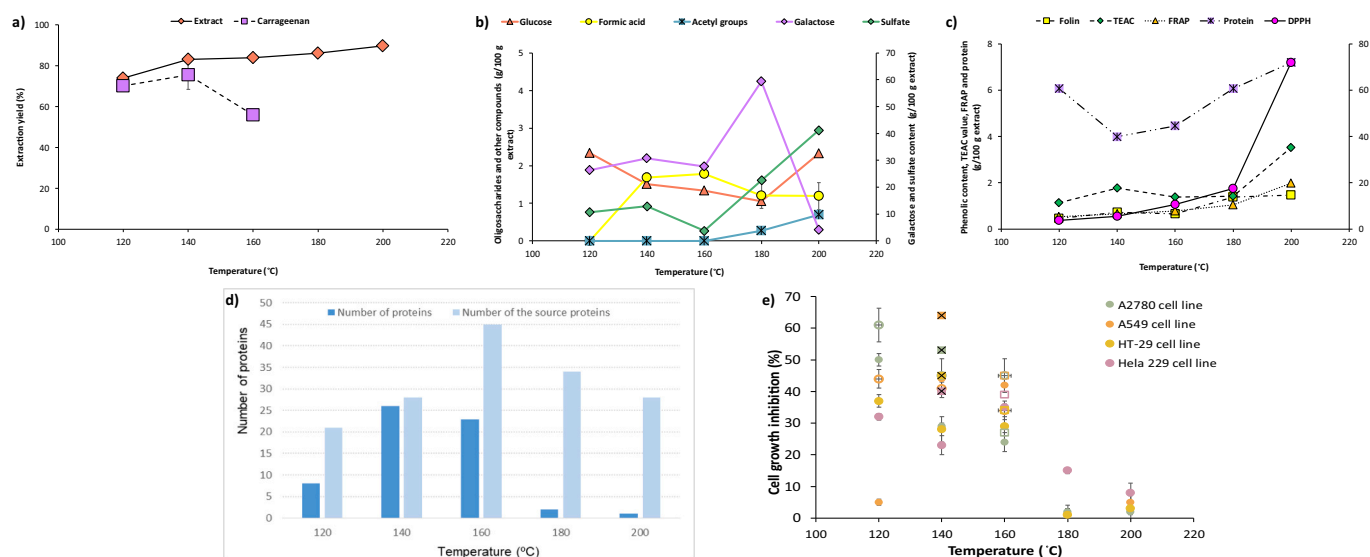 a)
Extract
Carrageenan
100
80
60
40
20
0
100
120
140
160
180
200
220
Extraction yield (%)
Temperature (°C)
b)
Glucose
Formic acid
Acetyl groups
Galactose
Sulfate
5
4
3
2
1
0
70
60
50
40
30
20
10
0
100
120
140
160
180
200
220
Oligosaccharides and other compounds (g/100 g
extract)
Galactose and sulfate content (g/100 g extract)
Temperature (°C)
c)
Folin
TEAC
FRAP
Protein
DPPH
8
6
4
2
0
80
60
40
20
0
100
120
140
160
180
200
220
Phenolic content, TEAC value, FRAP and protein
(g/100 g extract)
Temperature (°C)
d)
Number of proteins
Number of the source proteins
50
45
40
35
30
25
20
15
10
5
0
120
140
160
180
200
Number of proteins
Temperature (ºC)
e)
A2780 cell line
A549 cell line
HT-29 cell line
Hela 229 cell line
70
60
50
40
30
20
10
0
100
120
140
160
180
200
220
Cell growth inhibition (%)
Temperature (°C)